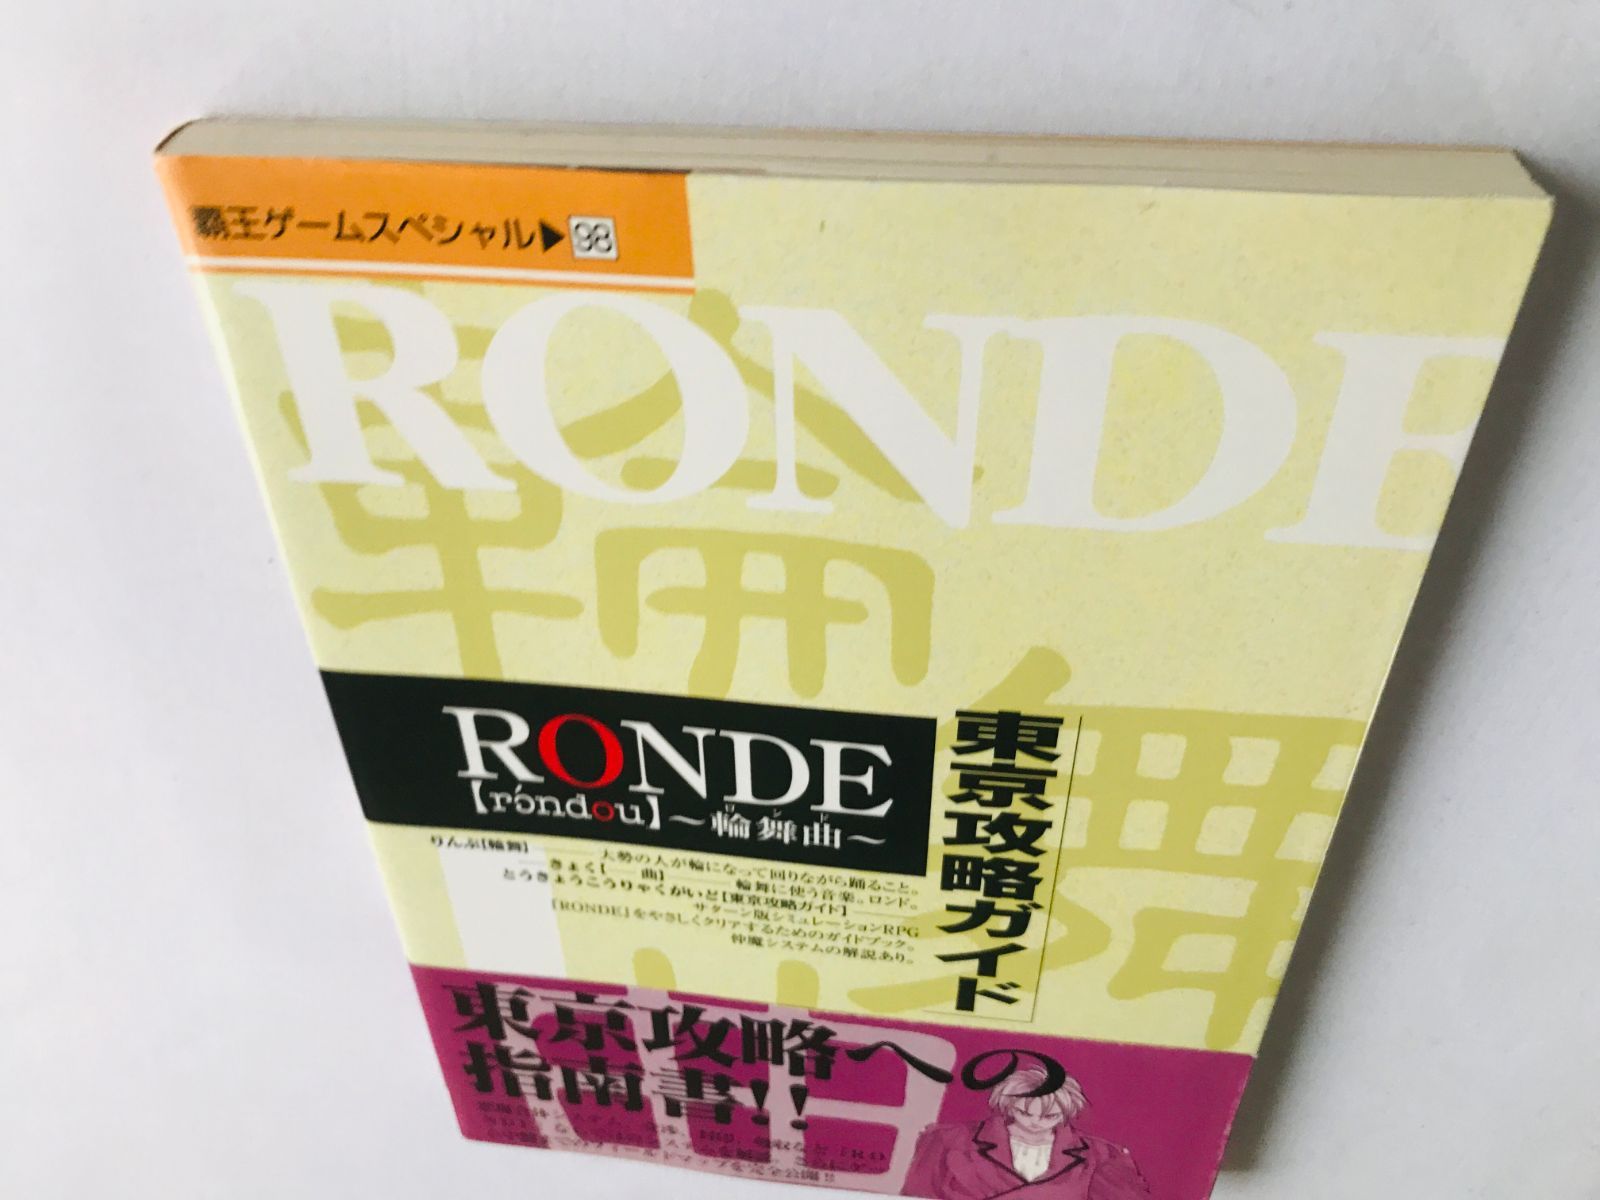 覇王ゲームスペシャル▶98
RONDE
輪舞
RONDE
【rɔ́ndou】～輪舞曲～
ロンド
東京攻略ガイド
りんぶ【輪舞】――大勢の人が輪になって回りながら踊ること。
――きょく【――曲】――輪舞に使う音楽。ロンド。
とうきょうこうりゃくがいど【東京攻略ガイド】――
サターン版シミュレーションRPG
『RONDE』をやさしくクリアするためのガイドブック。
仲魔システムの解説あり。
東京攻略への
指南書!!